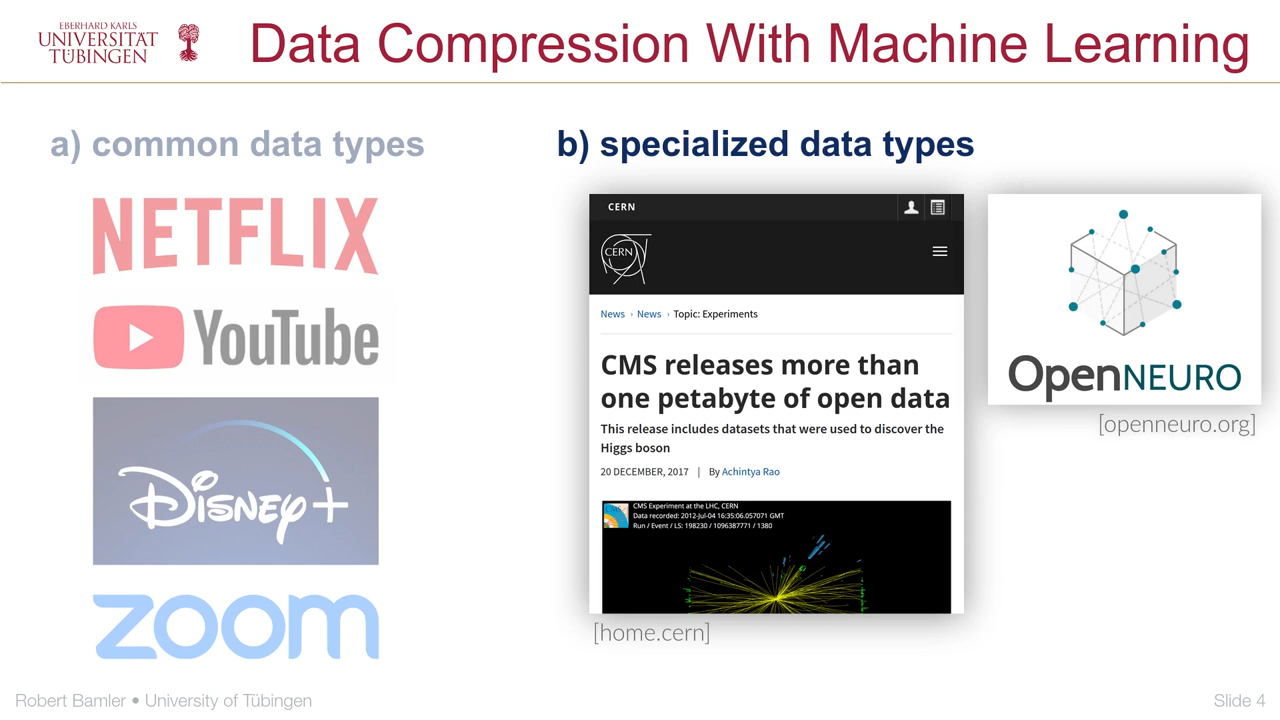 EBERHARD KARLS
UNIVERSITÄT
TÜBINGEN
Data Compression With Machine Learning
a) common data types
NETFLIX
YouTube
Disney+
zoom
b) specialized data types
CERN
CERN
News › News › Topic: Experiments
CMS releases more than
one petabyte of open data
This release includes datasets that were used to discover the
Higgs boson
20 DECEMBER, 2017 | By Achintya Rao
CMS
CMS Experiment at the LHC, CERN
Data recorded: 2012-Jul-04 16:35:06.057071 GMT
Run / Event / LS: 198230 / 1096387771 / 1380
[home.cern]
OpenNEURO
[openneuro.org]
Robert Bamler • University of Tübingen
Slide 4